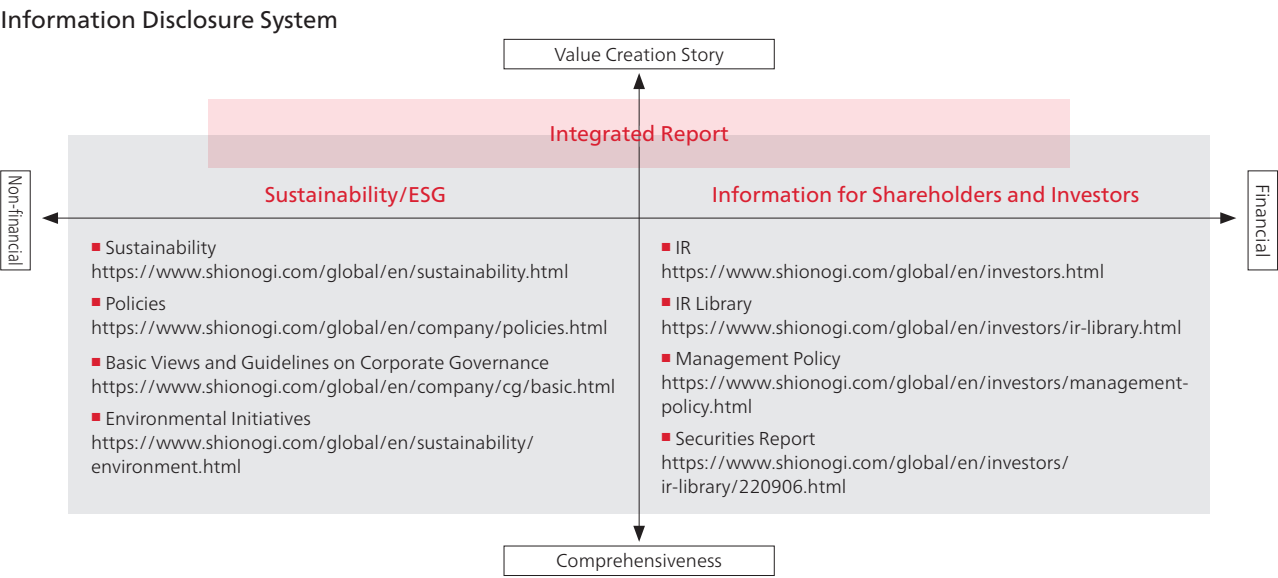 Information Disclosure System
Value Creation Story
Integrated Report
Non-financial
Financial
Sustainability/ESG
■ Sustainability
https://www.shionogi.com/global/en/sustainability.html
■ Policies
https://www.shionogi.com/global/en/company/policies.html
■ Basic Views and Guidelines on Corporate Governance
https://www.shionogi.com/global/en/company/cg/basic.html
■ Environmental Initiatives
https://www.shionogi.com/global/en/sustainability/
environment.html
Information for Shareholders and Investors
■ IR
https://www.shionogi.com/global/en/investors.html
■ IR Library
https://www.shionogi.com/global/en/investors/ir-library.html
■ Management Policy
https://www.shionogi.com/global/en/investors/management-
policy.html
■ Securities Report
https://www.shionogi.com/global/en/investors/
ir-library/220906.html
Comprehensiveness